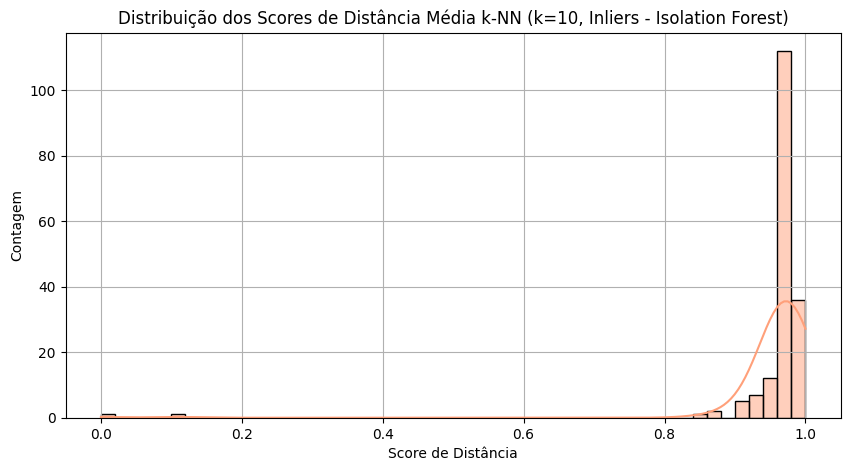 Distribuição dos Scores de Distância Média k-NN (k=10, Inliers - Isolation Forest)
Contagem
100
80
60
40
20
0
0.0 0.2 0.4 0.6 0.8 1.0
Score de Distância